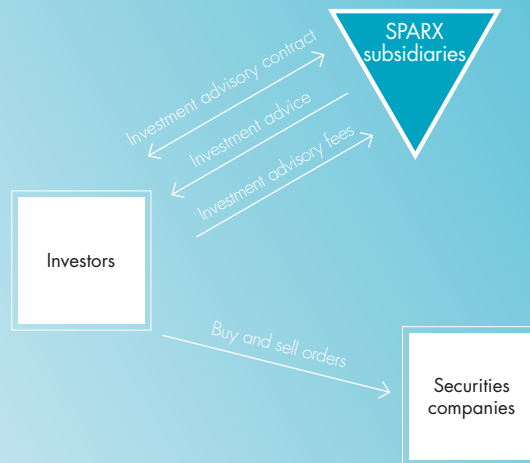 SPARX
subsidiaries
Investment advisory contract
Investment advice
Investment advisory fees
Investors
Buy and sell orders
Securities
companies